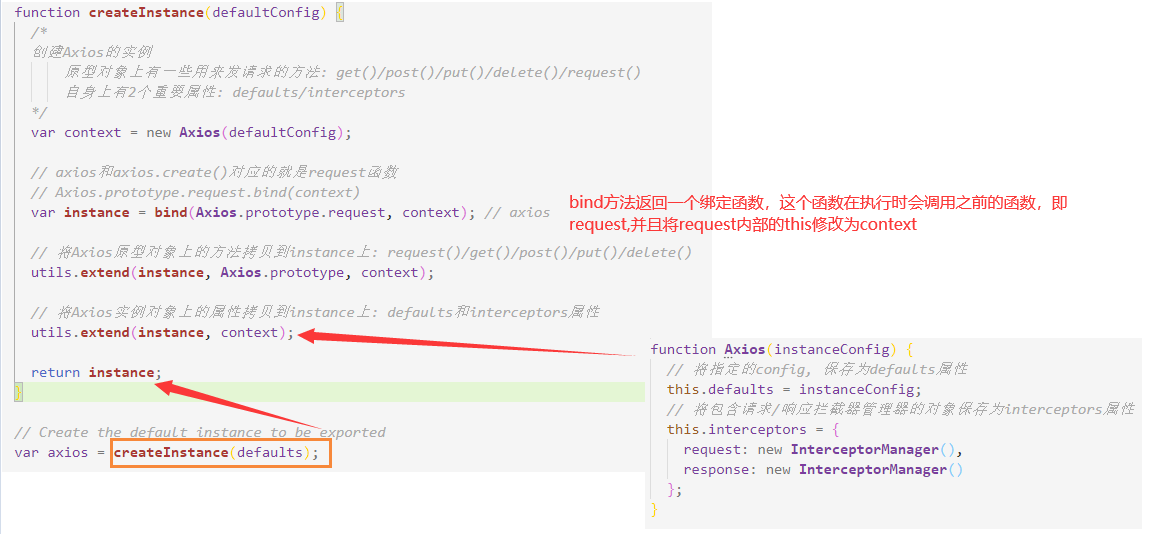 function createInstance(defaultConfig) {
/*
创建Axios的实例
原型对象上有一些用来发请求的方法: get()/post()/put()/delete()/request()
自身上有2个重要属性: defaults/interceptors
*/
var context = new Axios(defaultConfig);
// axios和axios.create()对应的就是request函数
// Axios.prototype.request.bind(context)
var instance = bind(Axios.prototype.request, context); // axios
bind方法返回一个绑定函数，这个函数在执行时会调用之前的函数，即
request,并且将request内部的this修改为context
// 将Axios原型对象上的方法拷贝到instance上: request()/get()/post()/put()/delete()
utils.extend(instance, Axios.prototype, context);
// 将Axios实例对象上的属性拷贝到instance上: defaults和interceptors属性
utils.extend(instance, context);
return instance;
}
// Create the default instance to be exported
var axios = createInstance(defaults);
function Axios(instanceConfig) {
// 将指定的config, 保存为defaults属性
this.defaults = instanceConfig;
// 将包含请求/响应拦截器管理器的对象保存为interceptors属性
this.interceptors = {
request: new InterceptorManager(),
response: new InterceptorManager()
};
}